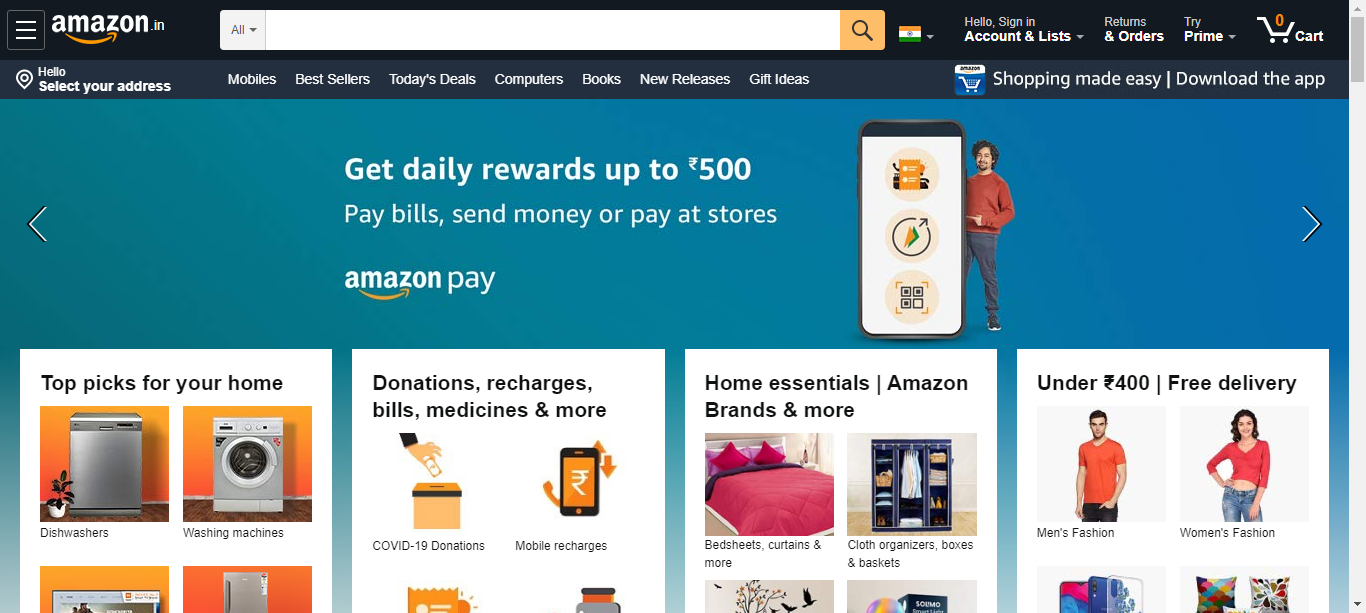 amazon.in
All
Hello, Sign in
Account & Lists
Returns
& Orders
Try
Prime
0
Cart
Hello
Select your address
Mobiles Best Sellers Today's Deals Computers Books New Releases Gift Ideas
amazon
Shopping made easy | Download the app
Get daily rewards up to ₹500
Pay bills, send money or pay at stores
amazon pay
Top picks for your home
Dishwashers
Washing machines
Donations, recharges,
bills, medicines & more
₹
COVID-19 Donations
Mobile recharges
Home essentials | Amazon
Brands & more
Bedsheets, curtains &
more
Cloth organizers, boxes
& baskets
SOLIMO
Under ₹400 | Free delivery
Men's Fashion
Women's Fashion